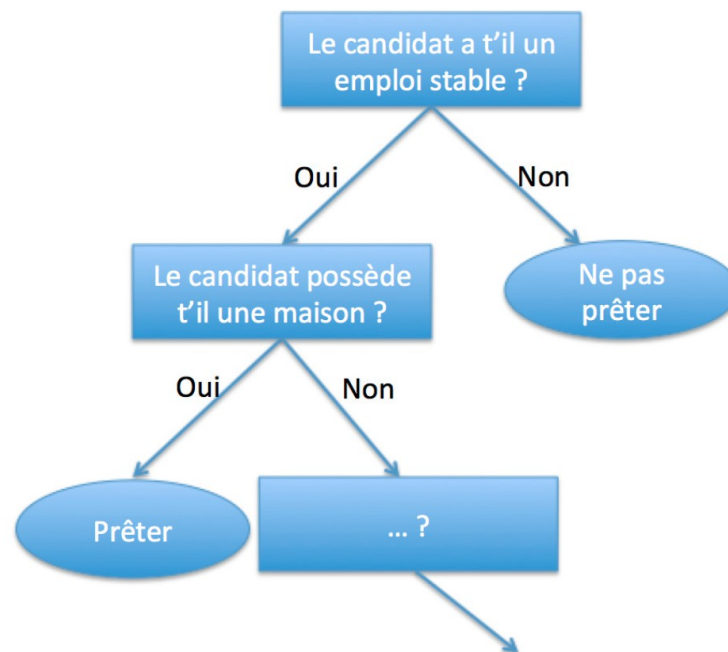 Le candidat a t’il un
emploi stable ?
Oui
Non
Le candidat possède
t’il une maison ?
Ne pas
prêter
Oui
Non
Prêter
... ?